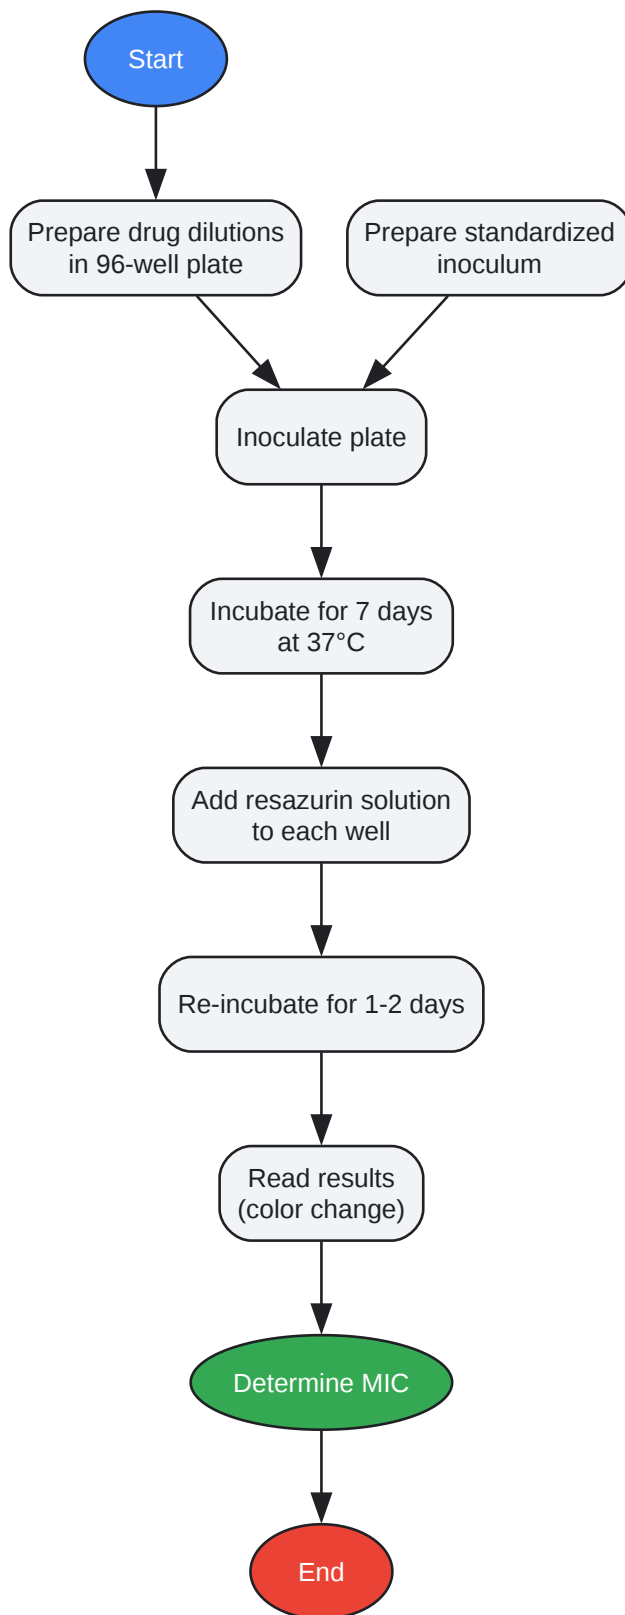 Start
Prepare drug dilutions
in 96-well plate
Prepare standardized
inoculum
Inoculate plate
Incubate for 7 days
at 37°C
Add resazurin solution
to each well
Re-incubate for 1-2 days
Read results
(color change)
Determine MIC
End